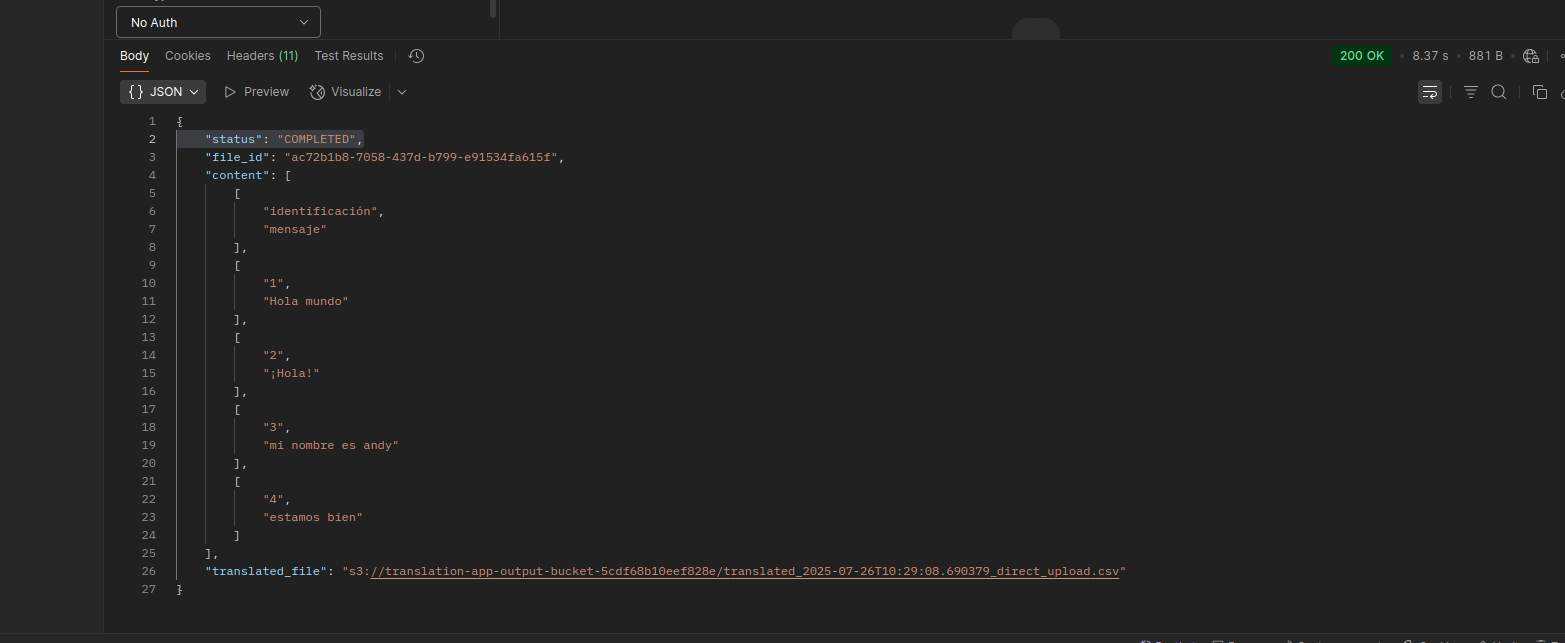 No Auth
Body Cookies Headers (11) Test Results 200 OK • 8.37 s • 881 B
{} JSON Preview Visualize
1 {
2 "status": "COMPLETED",
3 "file_id": "ac72b1b8-7058-437d-b799-e91534fa615f",
4 "content": [
5 [
6 "identificación",
7 "mensaje"
8 ],
9 [
10 "1",
11 "Hola mundo"
12 ],
13 [
14 "2",
15 "¡Hola!"
16 ],
17 [
18 "3",
19 "mi nombre es andy"
20 ],
21 [
22 "4",
23 "estamos bien"
24 ]
25 ],
26 "translated_file": "s3://translation-app-output-bucket-5cdf68b10eef828e/translated_2025-07-26T10:29:08.690379_direct_upload.csv"
27 }